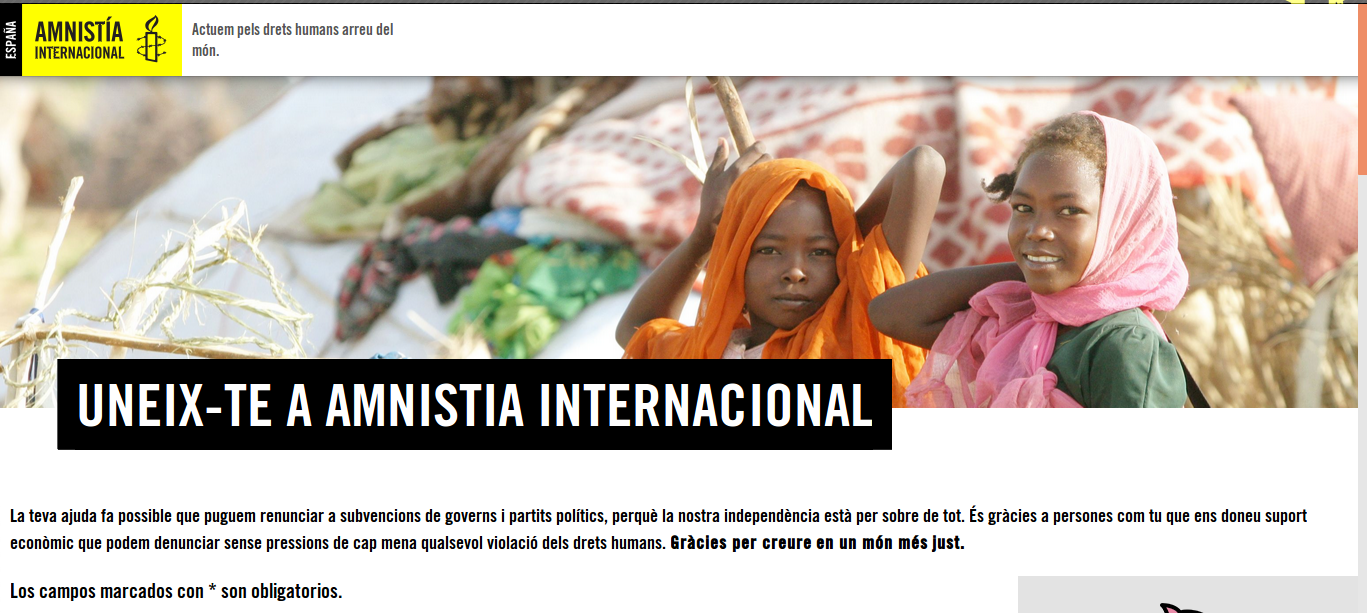 ESPAÑA
AMNISTÍA
INTERNACIONAL
Actuem pels drets humans arreu del
món.
UNEIX-TE A AMNISTIA INTERNACIONAL
La teva ajuda fa possible que puguem renunciar a subvencions de governs i partits polítics, perquè la nostra independència està per sobre de tot. És gràcies a persones com tu que ens doneu suport
econòmic que podem denunciar sense pressions de cap mena qualsevol violació dels drets humans. Gràcies per creure en un món més just.
Los campos marcados con * son obligatorios.